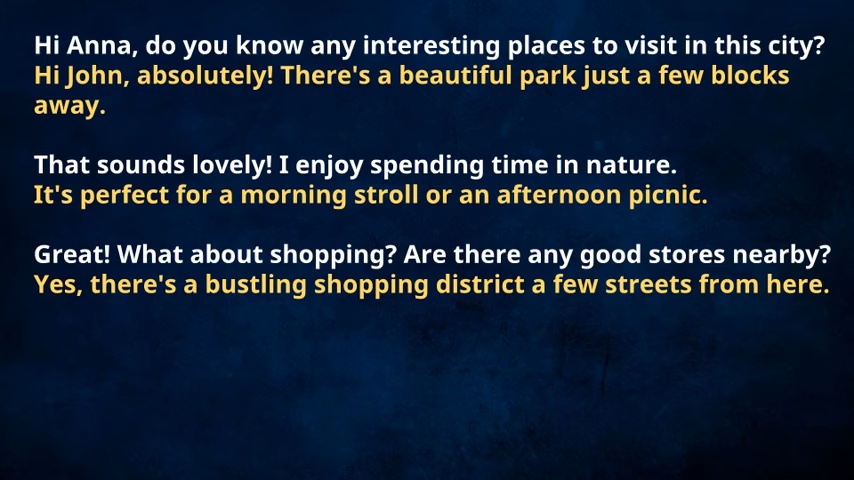 Hi Anna, do you know any interesting places to visit in this city?
Hi John, absolutely! There's a beautiful park just a few blocks
away.
That sounds lovely! I enjoy spending time in nature.
It's perfect for a morning stroll or an afternoon picnic.
Great! What about shopping? Are there any good stores nearby?
Yes, there's a bustling shopping district a few streets from here.